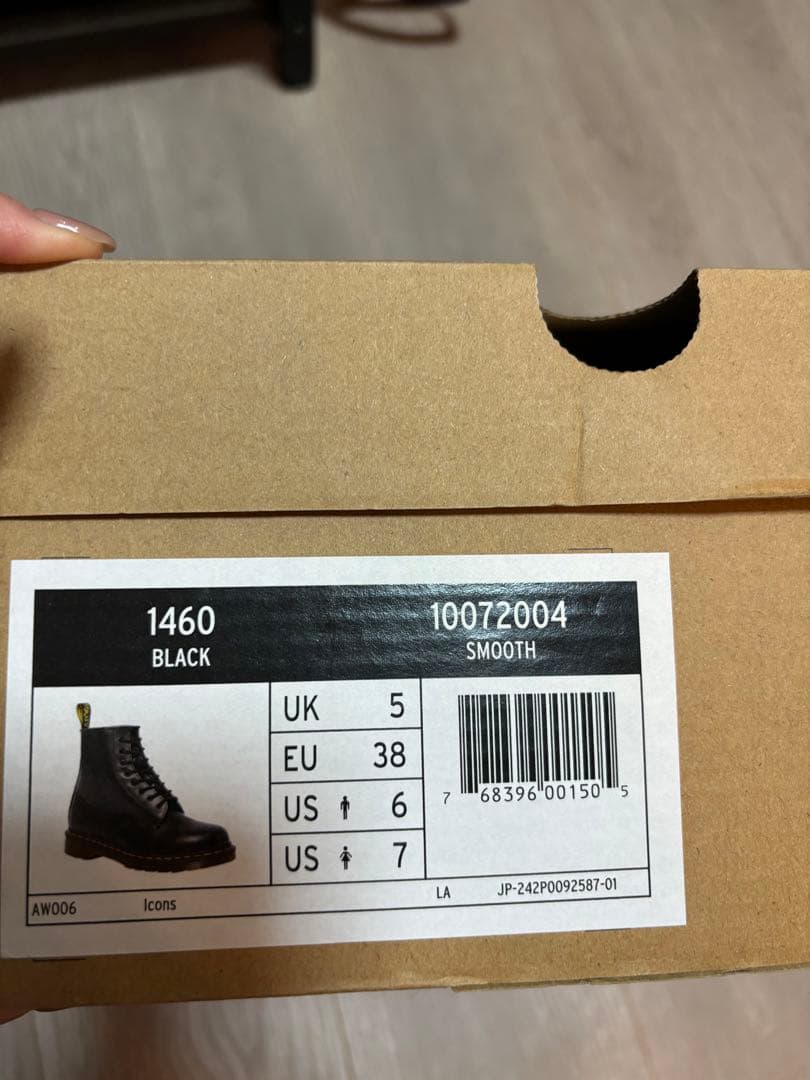 1460
BLACK
10072004
SMOOTH
UK 5
EU 38
US 6
US 7
7 68396 00150 5
AW006 Icons
LA JP-242P0092587-01